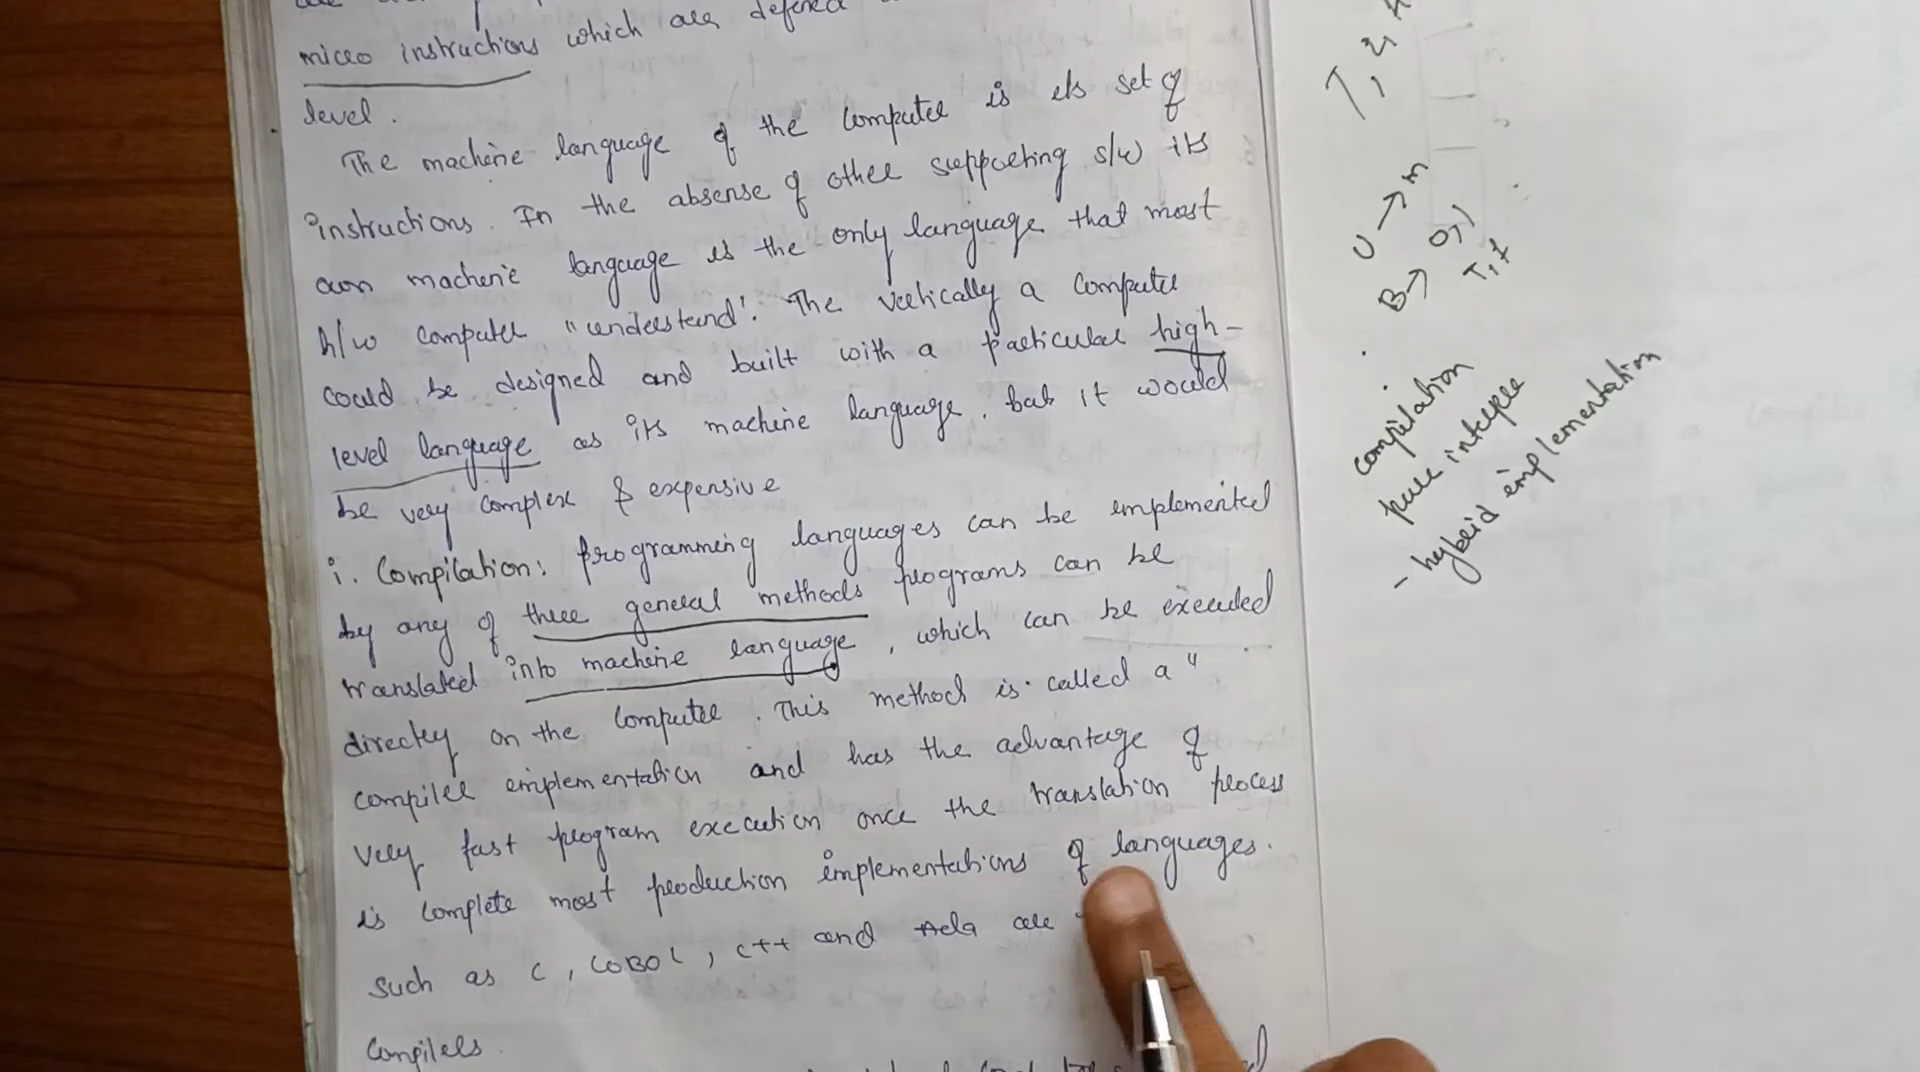 micro instructions which are defined
level.
The machine language of the computer is its set of
instructions. In the absense of other supporting s/w its
own machine language is the only language that most
h/w computer "understand". The vertically a computer
could be designed and built with a particular high-
level language as its machine language, but it would
be very complex & expensive
i. Compilation: programming languages can be implemented
by any of three general methods programs can be
translated into machine language, which can be executed
directly on the computer. This method is called a "
compiler implementation and has the advantage of
very fast program execution once the translation process
is complete most production implementations of languages.
such as C, COBOL, C++ and Ada are
Compilers.
U → m
B →
compilation
pure interpre
- hybrid implementation